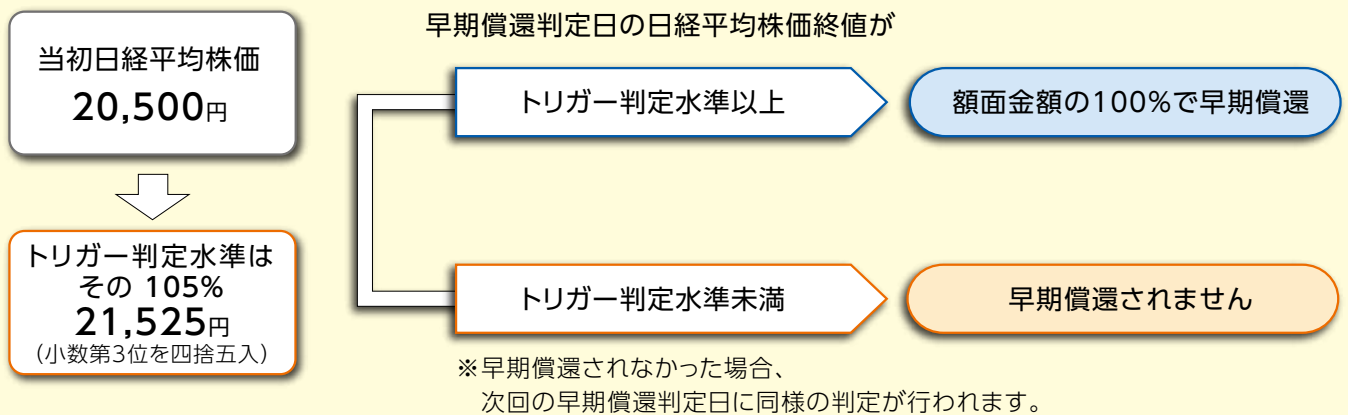 当初日経平均株価
20,500円
トリガー判定水準は
その 105%
21,525円
（小数第3位を四捨五入）
早期償還判定日の日経平均株価終値が
トリガー判定水準以上
額面金額の100%で早期償還
トリガー判定水準未満
早期償還されません
※早期償還されなかった場合、
次回の早期償還判定日に同様の判定が行われます。